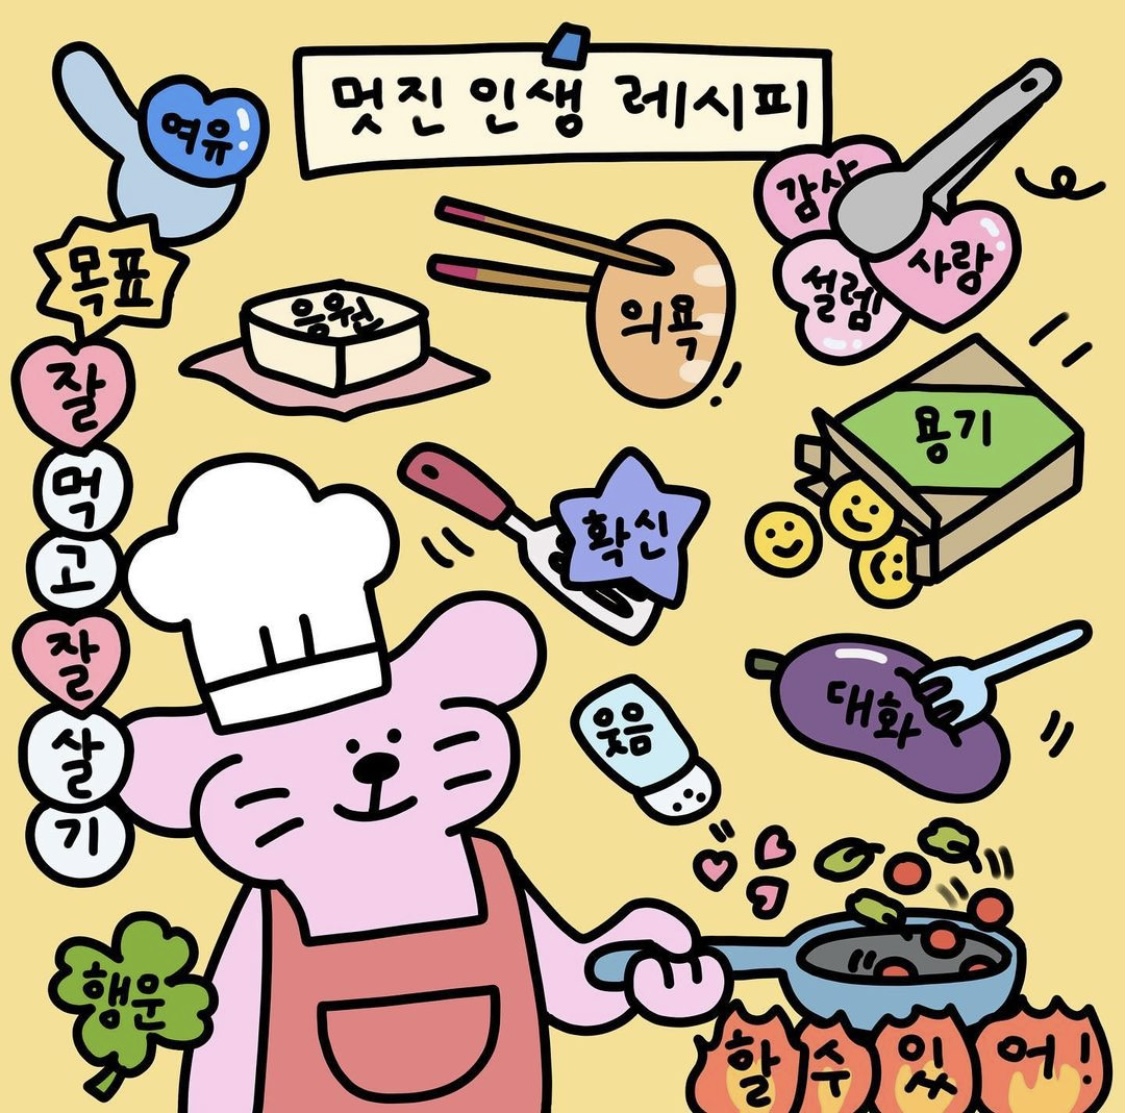 멋진 인생 레시피
여유
목표
잘
먹
고
잘
살
기
응원
의욕
감사
설렘
사랑
용기
확신
대화
웃음
행운
할 수 있어!